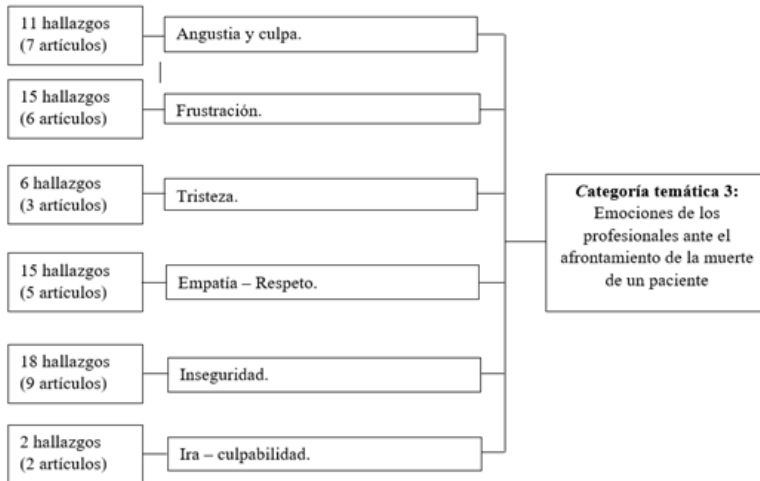 11 hallazgos
(7 artículos)
Angustia y culpa.
15 hallazgos
(6 artículos)
Frustración.
6 hallazgos
(3 artículos)
Tristeza.
15 hallazgos
(5 artículos)
Empatía – Respeto.
18 hallazgos
(9 artículos)
Inseguridad.
2 hallazgos
(2 artículos)
Ira – culpabilidad.
Categoría temática 3:
Emociones de los
profesionales ante el
afrontamiento de la muerte
de un paciente